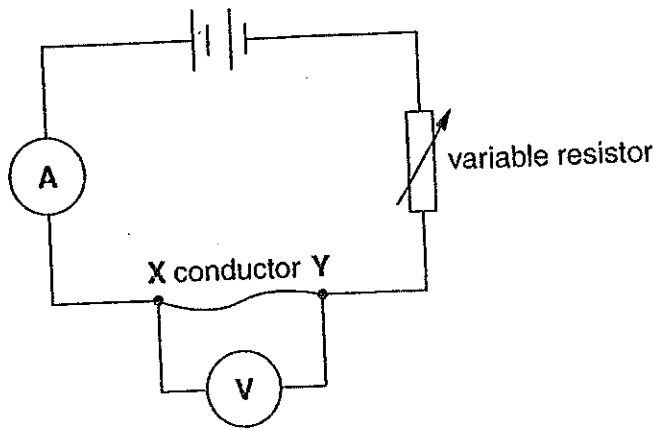 A
variable resistor
X conductor Y
V